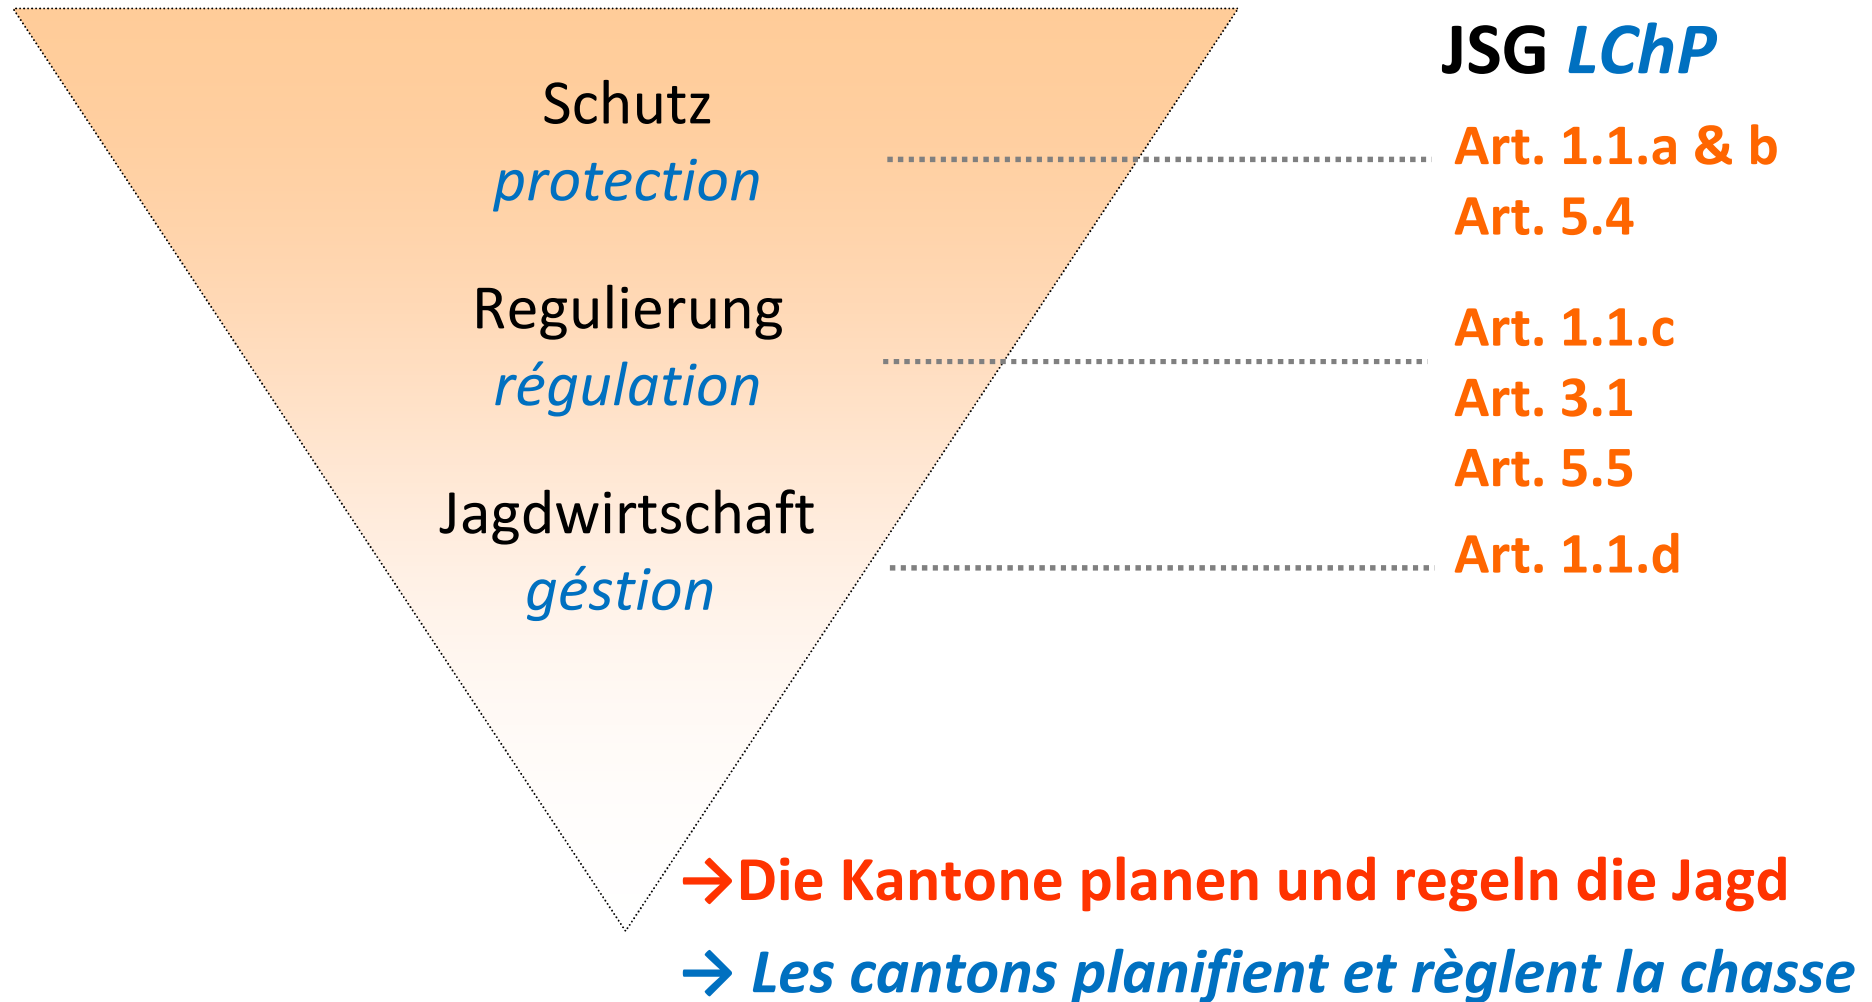 JSG LChP
Schutz
protection
Art. 1.1.a & b
Art. 5.4
Regulierung
régulation
Art. 1.1.c
Art. 3.1
Art. 5.5
Jagdwirtschaft
géstion
Art. 1.1.d
→Die Kantone planen und regeln die Jagd
→ Les cantons planifient et règlent la chasse